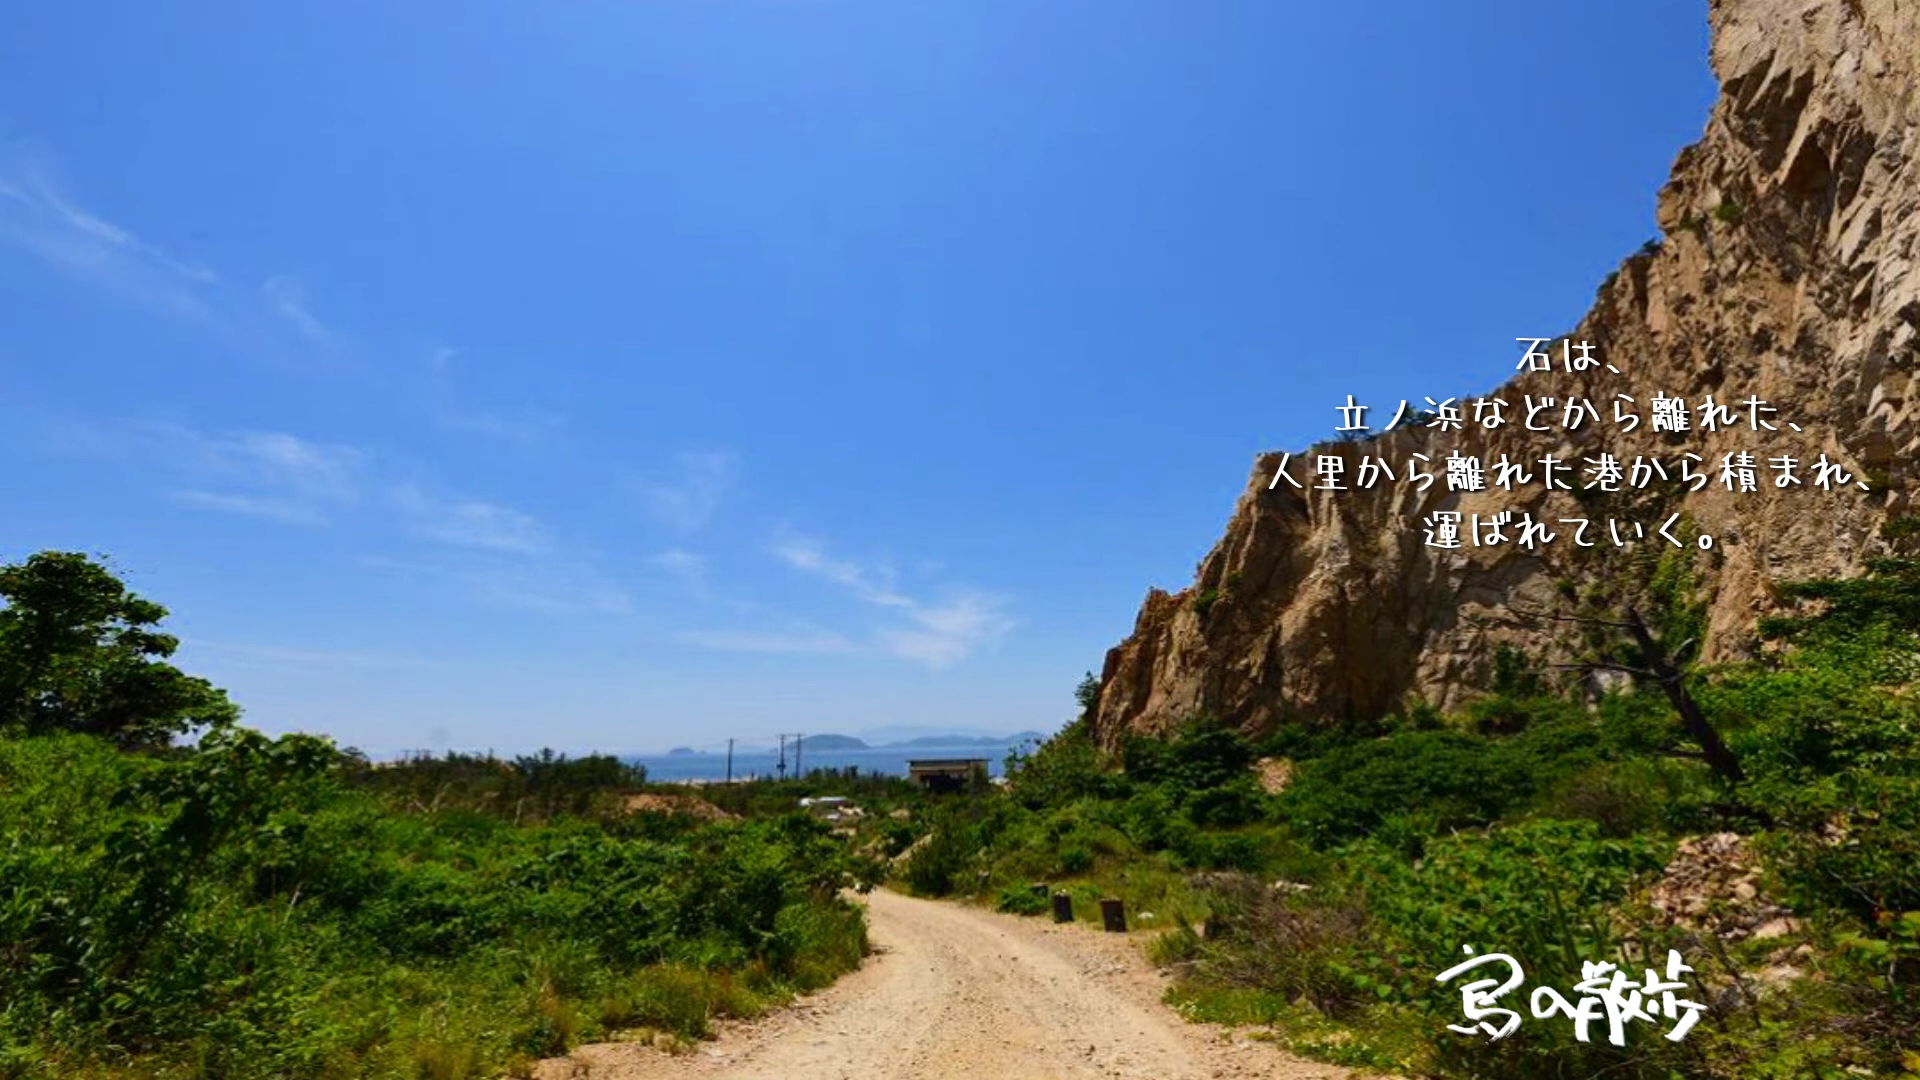 石は、
立ノ浜などから離れた、
人里から離れた港から積まれ、
運ばれていく。
鳥の散歩